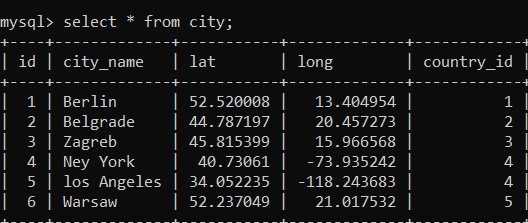 mysql> select * from city;
+----+-------------+-----------+-------------+------------+
| id | city_name | lat | long | country_id |
+----+-------------+-----------+-------------+------------+
| 1 | Berlin | 52.520008 | 13.404954 | 1 |
| 2 | Belgrade | 44.787197 | 20.457273 | 2 |
| 3 | Zagreb | 45.815399 | 15.966568 | 3 |
| 4 | Ney York | 40.73061 | -73.935242 | 4 |
| 5 | los Angeles | 34.052235 | -118.243683 | 4 |
| 6 | Warsaw | 52.237049 | 21.017532 | 5 |
+----+-------------+-----------+-------------+------------+